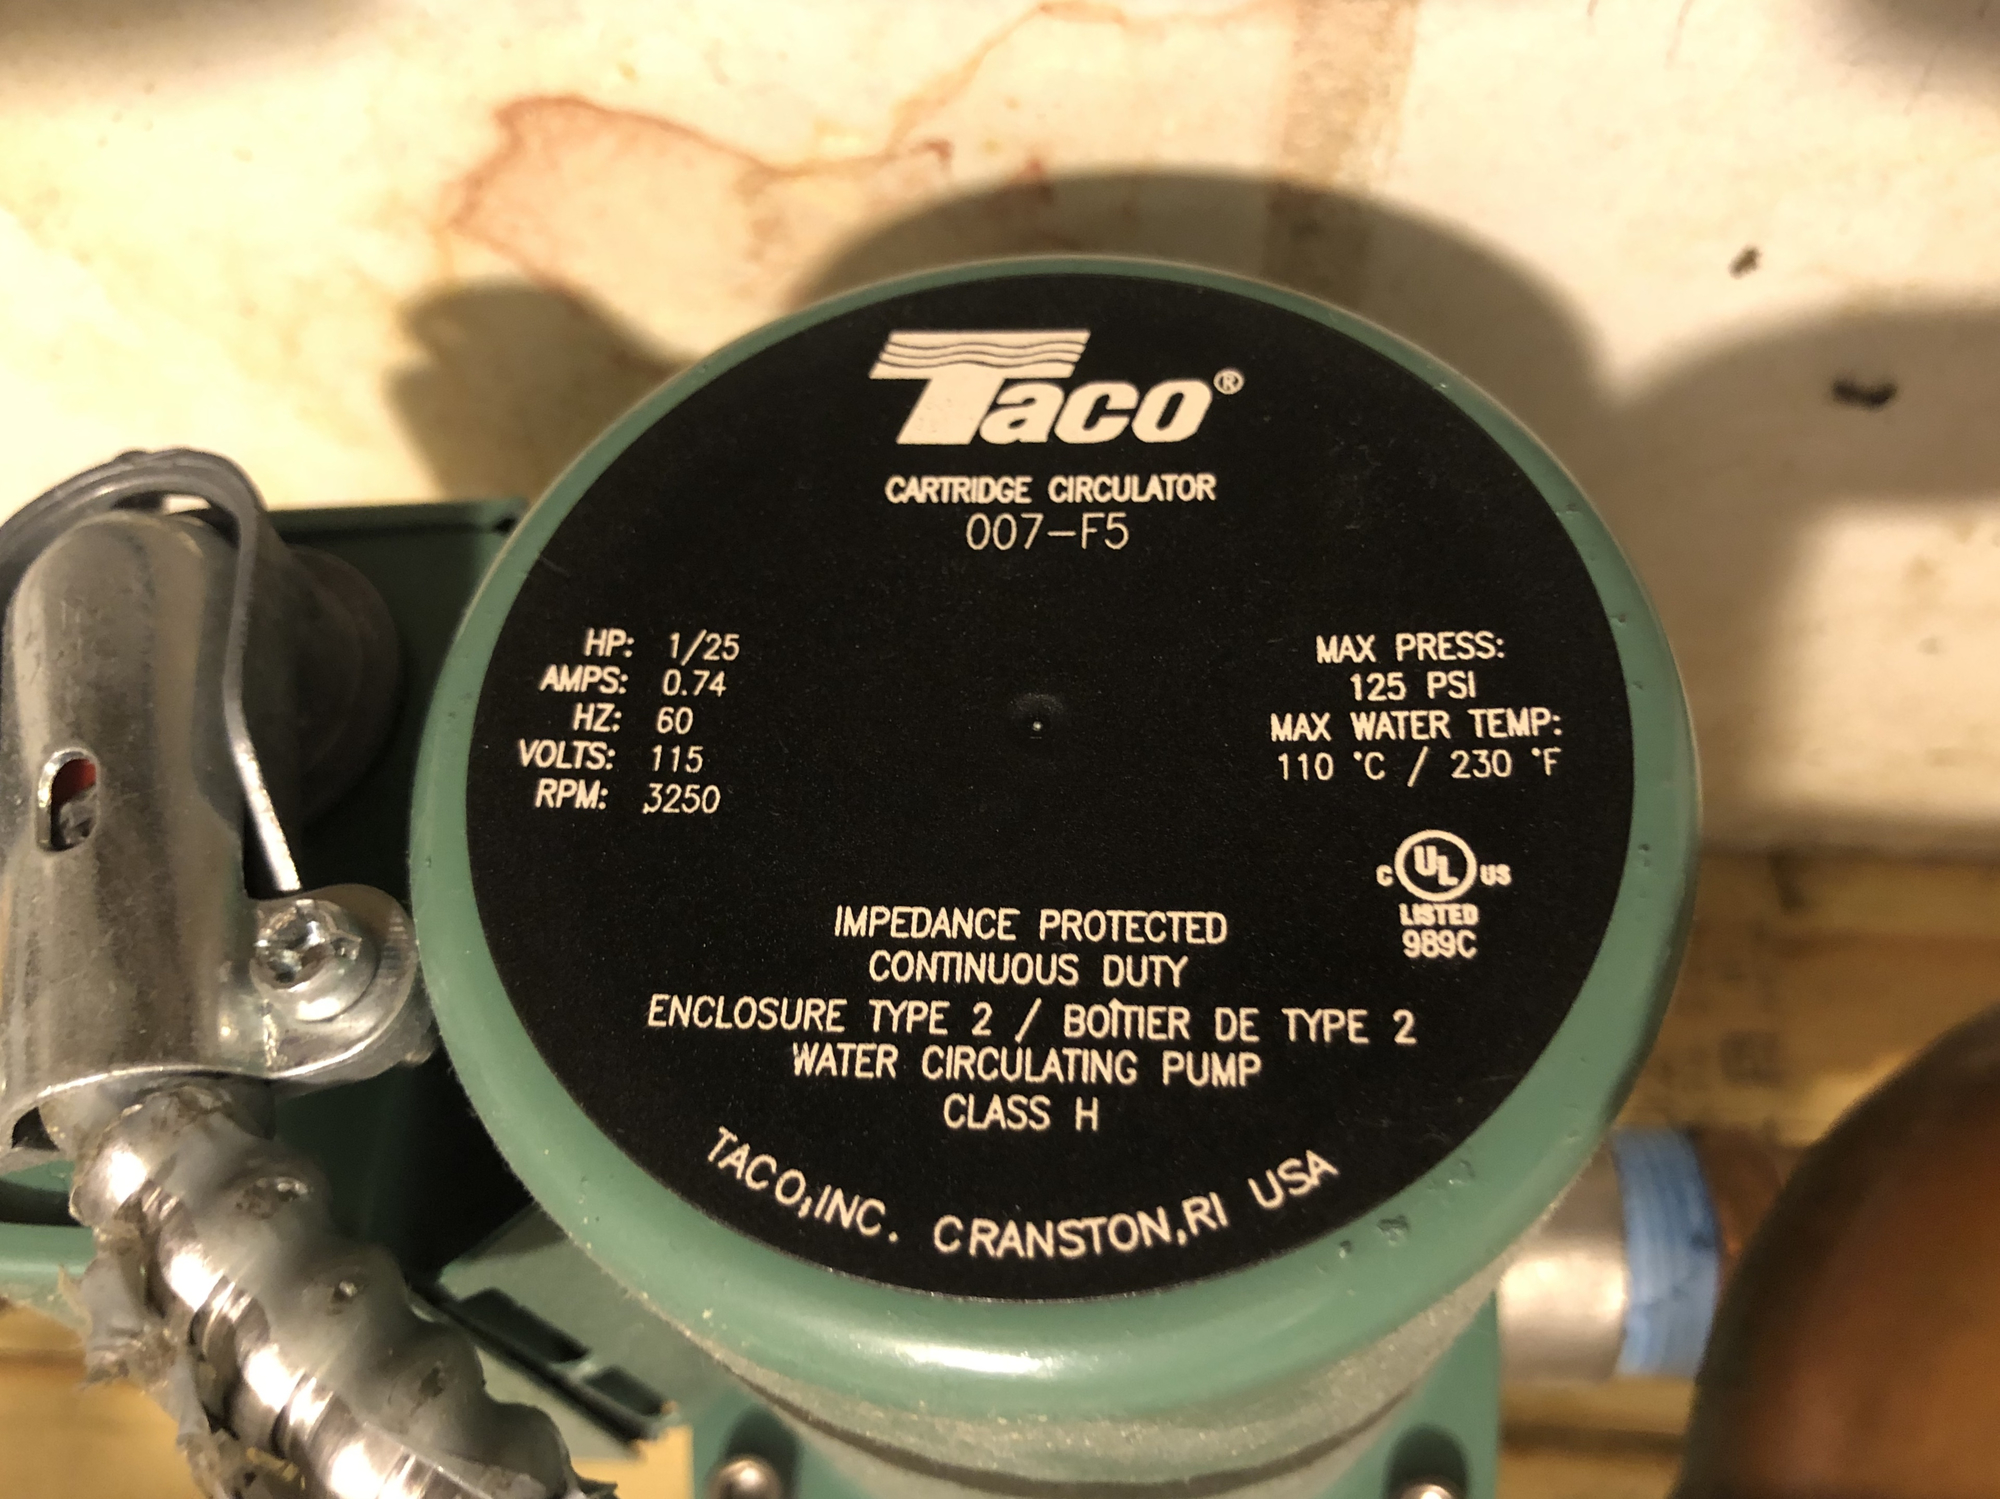 Taco®
CARTRIDGE CIRCULATOR
007-F5
HP: 1/25
AMPS: 0.74
HZ: 60
VOLTS: 115
RPM: 3250
MAX PRESS:
125 PSI
MAX WATER TEMP:
110 °C / 230 °F
C UL US
LISTED
989C
IMPEDANCE PROTECTED
CONTINUOUS DUTY
ENCLOSURE TYPE 2 / BOÎTIER DE TYPE 2
WATER CIRCULATING PUMP
CLASS H
TACO, INC. CRANSTON, RI USA